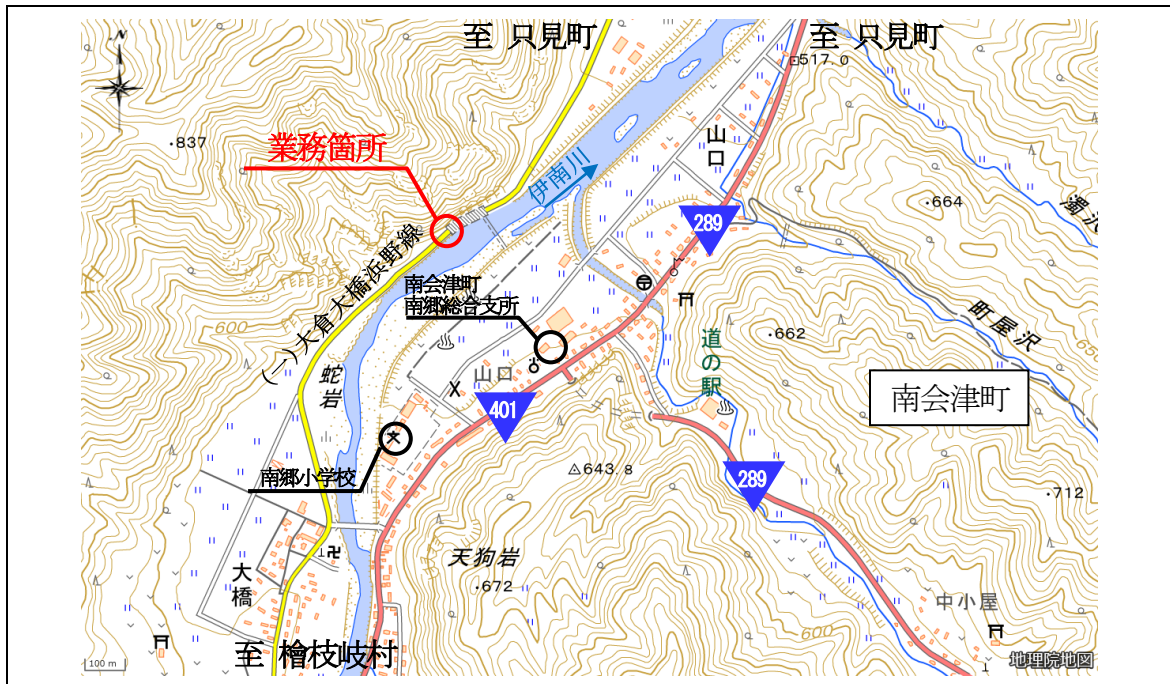 至 只見町
至 只見町
N
517.0
837
業務箇所
山口
伊南川
664
濁沢
289
(一)大倉大橋浜野線
南会津町
南郷総合支所
600
662
町屋沢
道の駅
蛇岩
山口
南会津町
401
文
643.8
南郷小学校
289
712
天狗岩
672
大橋
中小屋
600
至 檜枝岐村
100 m
地理院地図